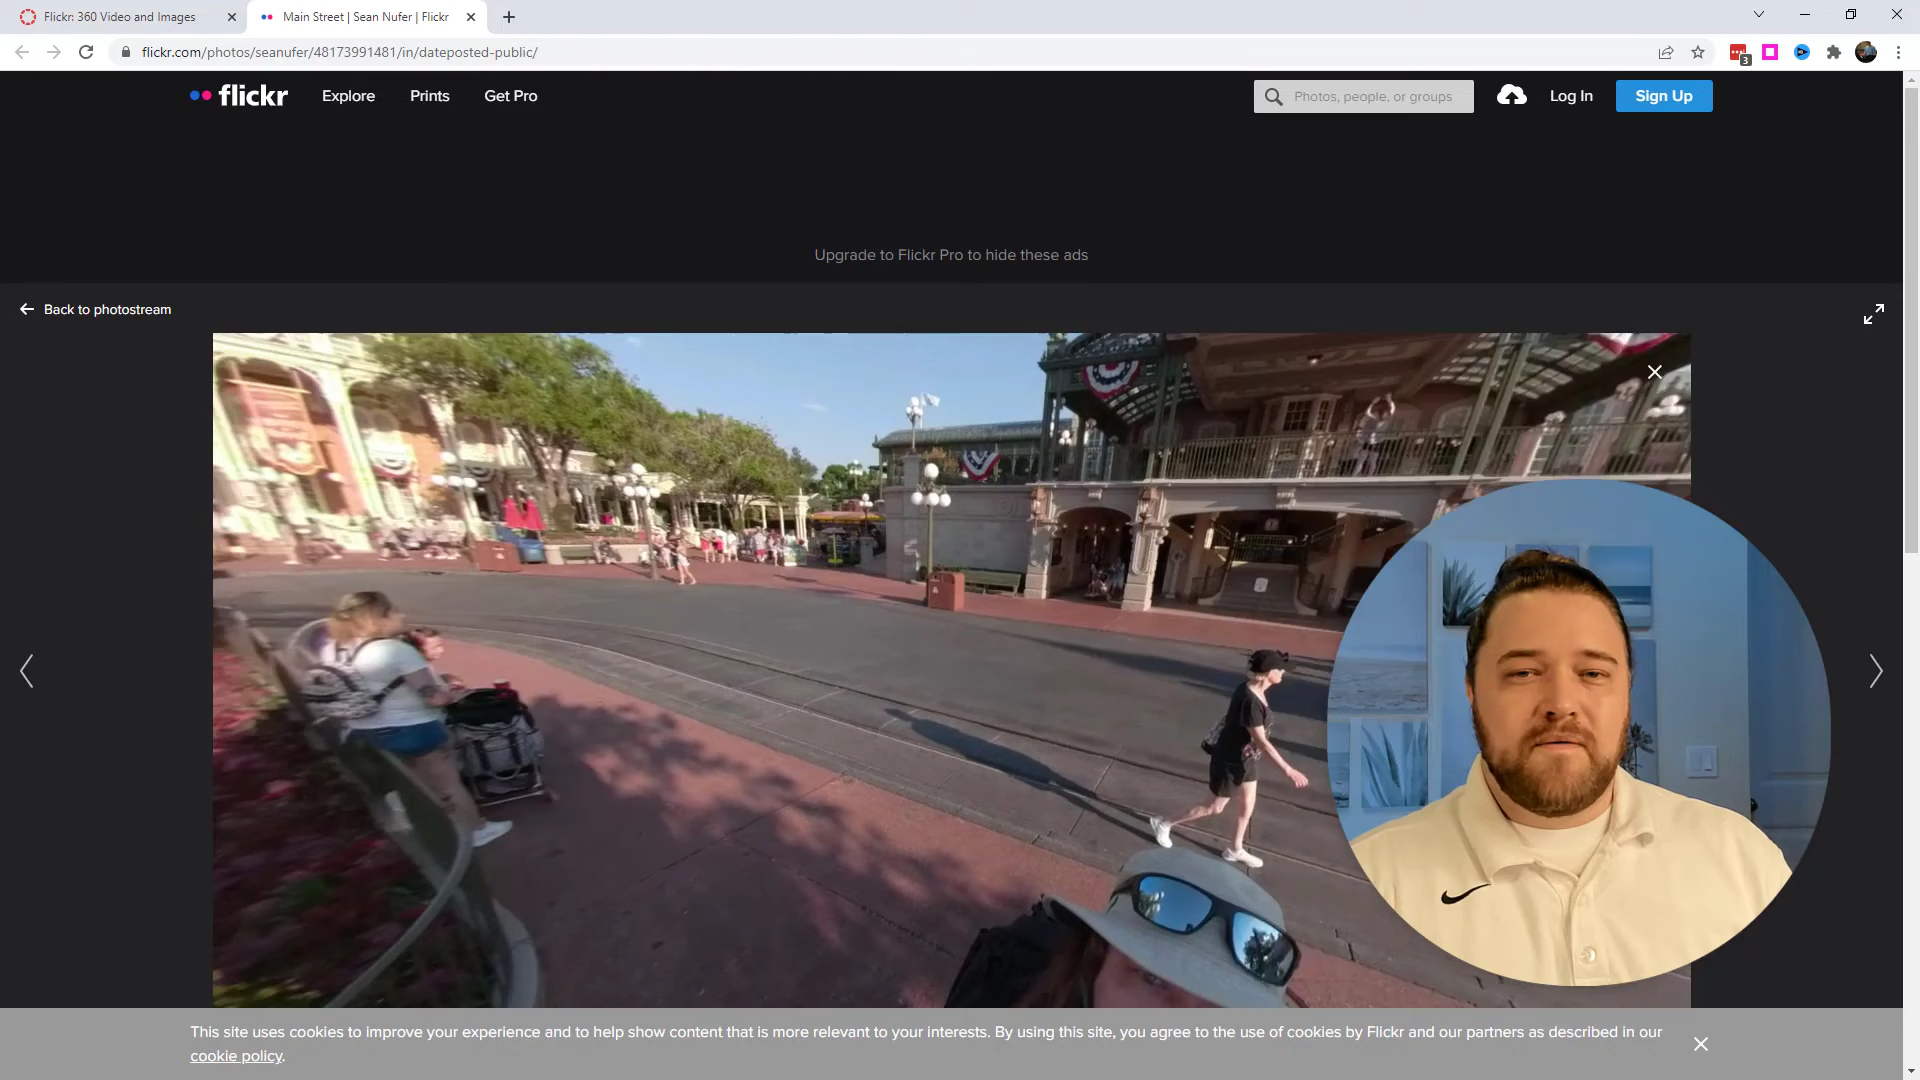 Flickr: 360 Video and Images
Main Street | Sean Nufer | Flickr
flickr.com/photos/seanufer/48173991481/in/dateposted-public/
3
flickr
Explore
Prints
Get Pro
Photos, people, or groups
Log In
Sign Up
Upgrade to Flickr Pro to hide these ads
Back to photostream
This site uses cookies to improve your experience and to help show content that is more relevant to your interests. By using this site, you agree to the use of cookies by Flickr and our partners as described in our
cookie policy.